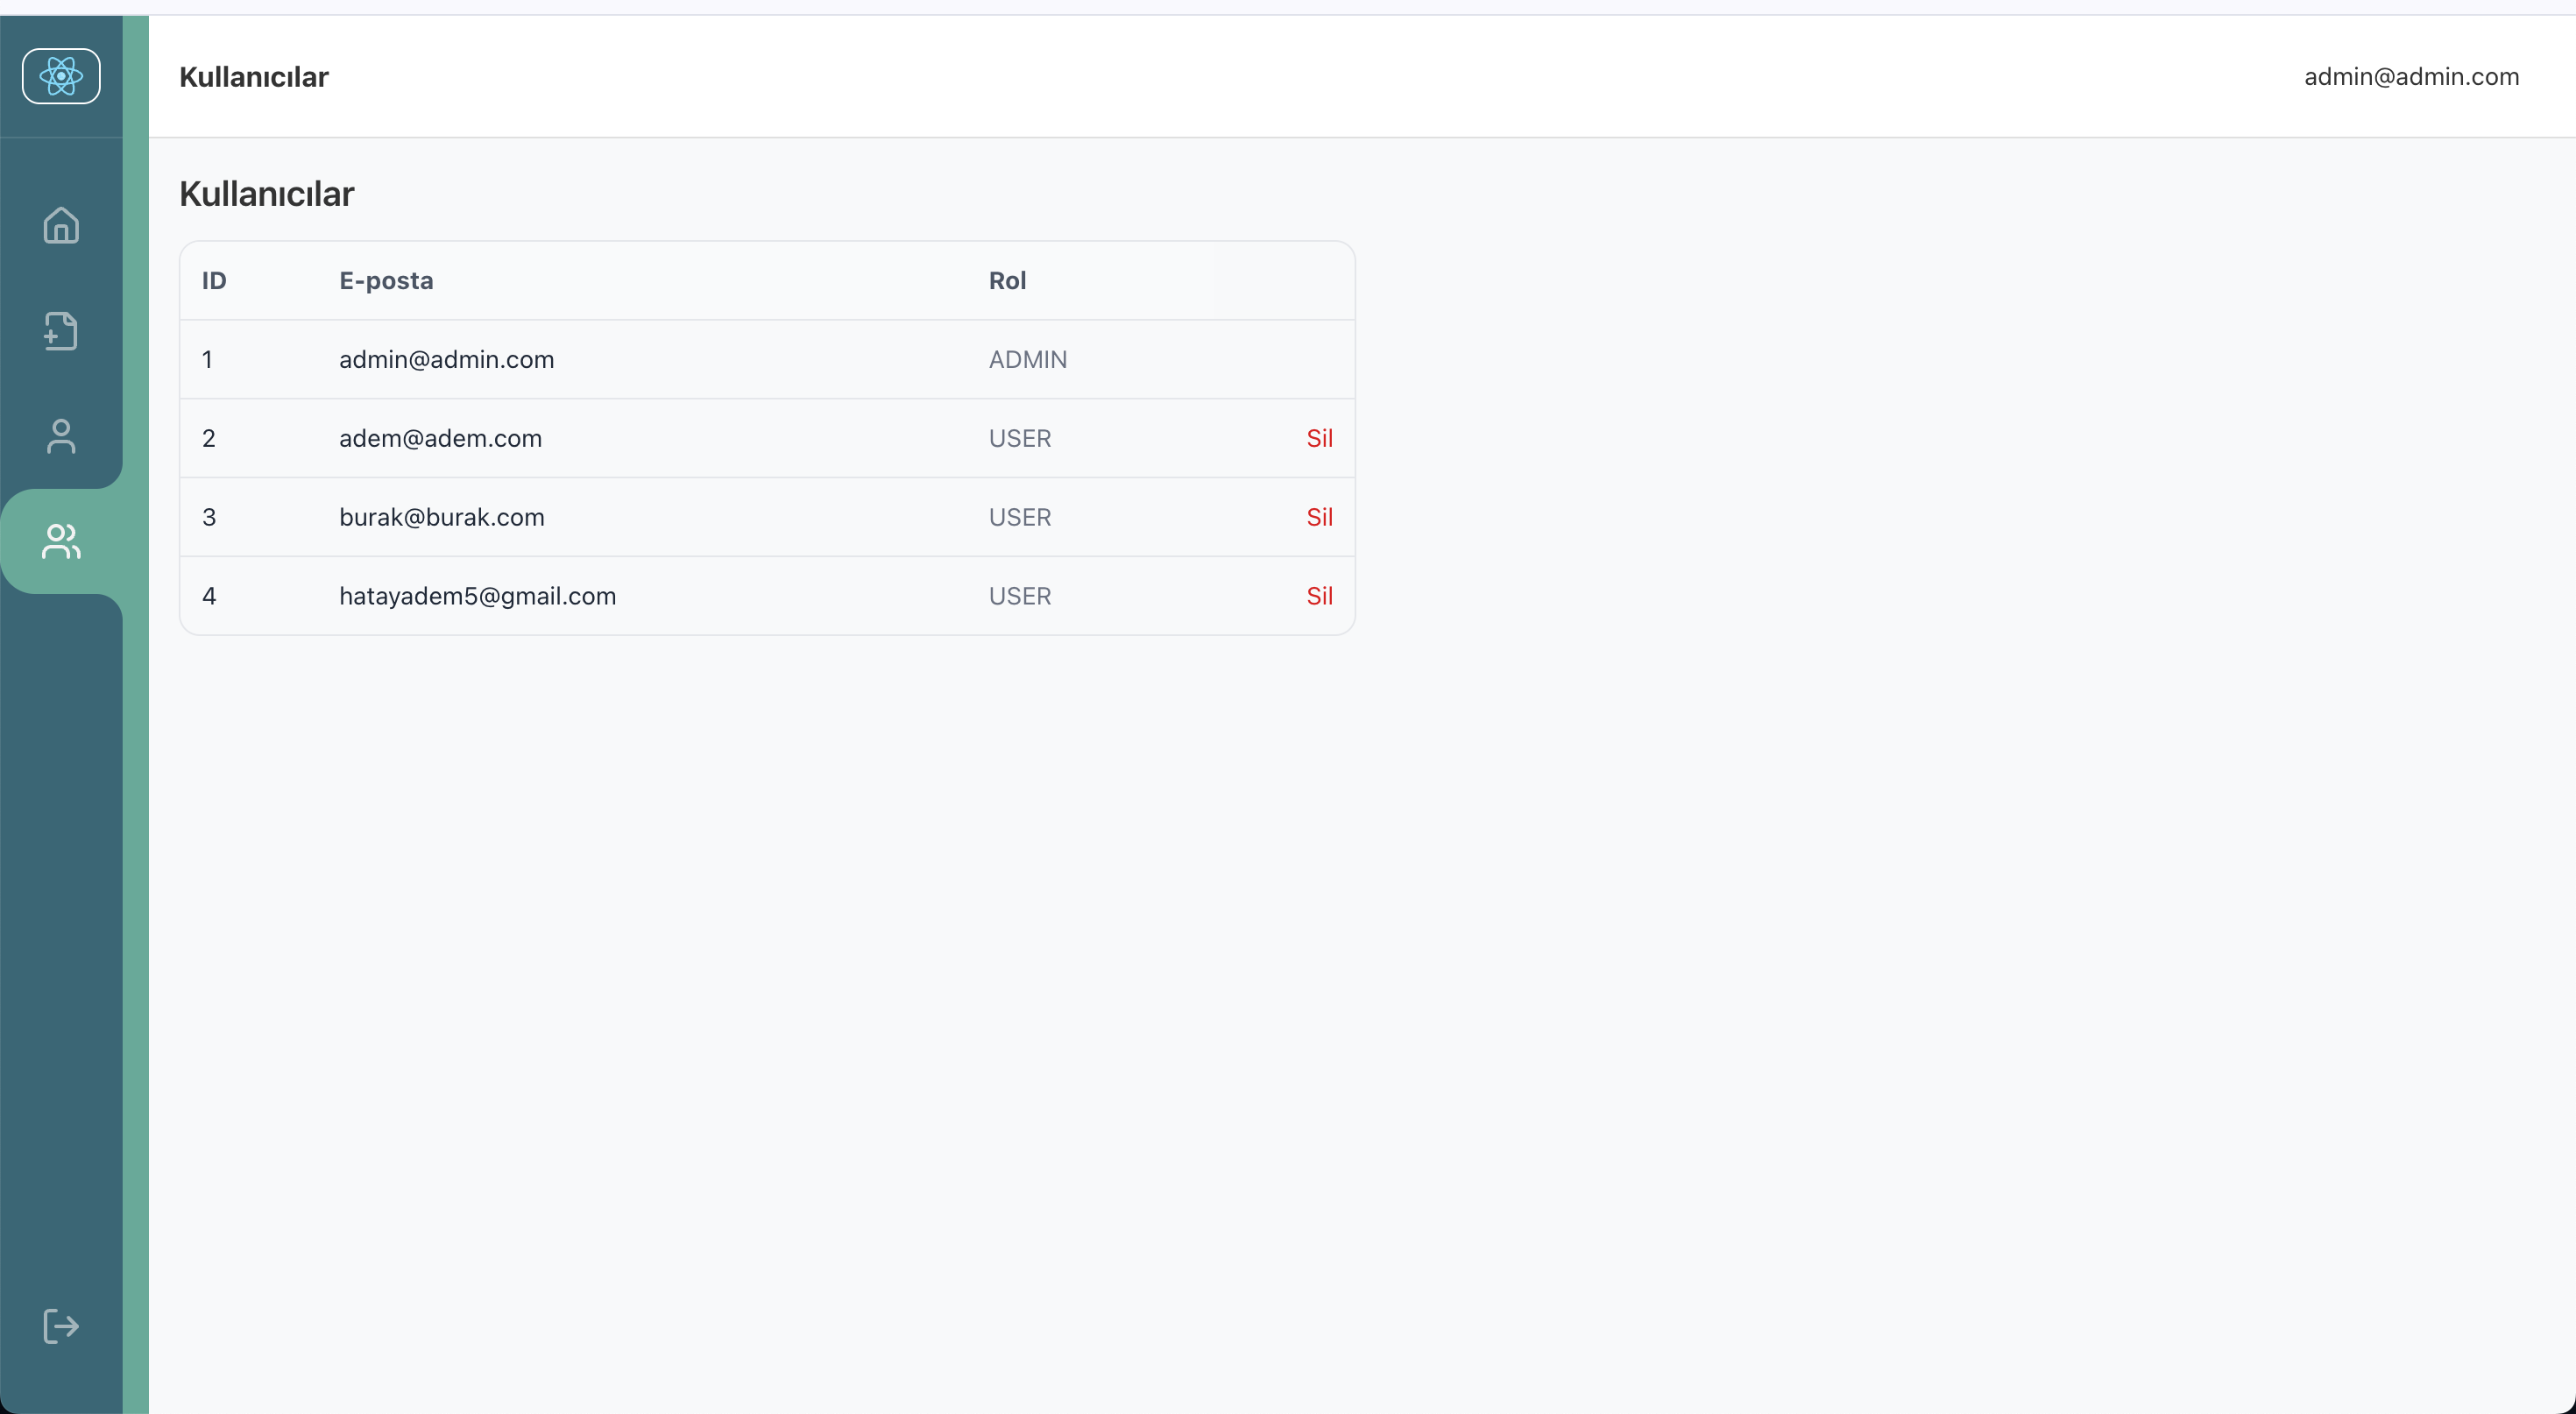 Kullanıcılar
admin@admin.com
Kullanıcılar
ID E-posta Rol
1 admin@admin.com ADMIN
2 adem@adem.com USER Sil
3 burak@burak.com USER Sil
4 hatayadem5@gmail.com USER Sil